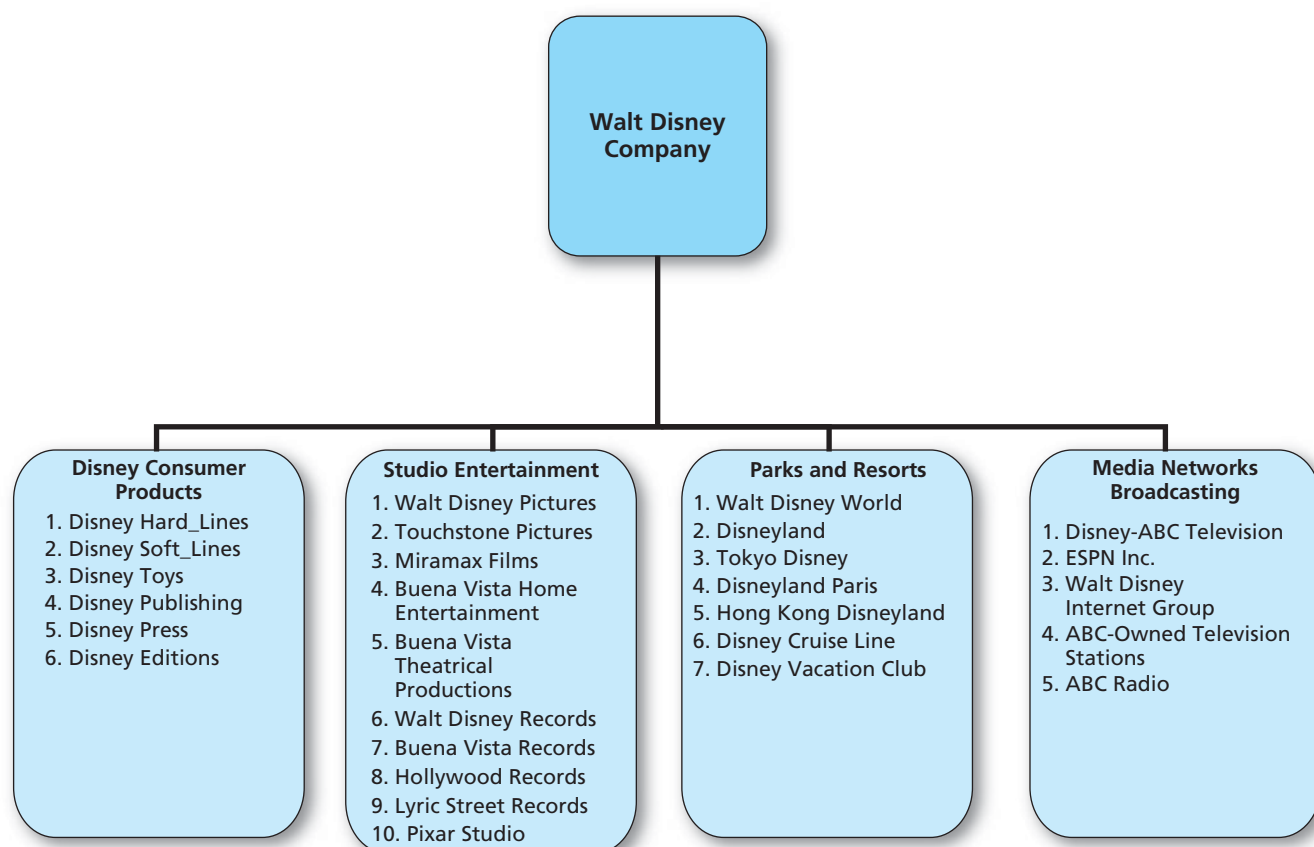 Walt Disney
Company
Disney Consumer
Products
1. Disney Hard_Lines
2. Disney Soft_Lines
3. Disney Toys
4. Disney Publishing
5. Disney Press
6. Disney Editions
Studio Entertainment
1. Walt Disney Pictures
2. Touchstone Pictures
3. Miramax Films
4. Buena Vista Home
Entertainment
5. Buena Vista
Theatrical
Productions
6. Walt Disney Records
7. Buena Vista Records
8. Hollywood Records
9. Lyric Street Records
10. Pixar Studio
Parks and Resorts
1. Walt Disney World
2. Disneyland
3. Tokyo Disney
4. Disneyland Paris
5. Hong Kong Disneyland
6. Disney Cruise Line
7. Disney Vacation Club
Media Networks
Broadcasting
1. Disney-ABC Television
2. ESPN Inc.
3. Walt Disney
Internet Group
4. ABC-Owned Television
Stations
5. ABC Radio